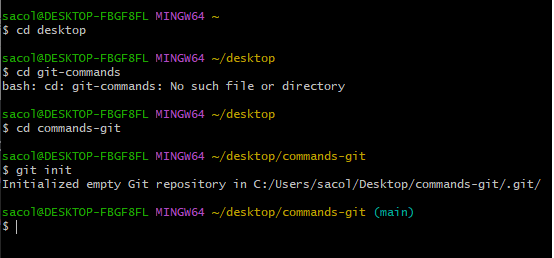 sacol@DESKTOP-FBGF8FL MINGW64 ~
$ cd desktop
sacol@DESKTOP-FBGF8FL MINGW64 ~/desktop
$ cd git-commands
bash: cd: git-commands: No such file or directory
sacol@DESKTOP-FBGF8FL MINGW64 ~/desktop
$ cd commands-git
sacol@DESKTOP-FBGF8FL MINGW64 ~/desktop/commands-git
$ git init
Initialized empty Git repository in C:/Users/sacol/Desktop/commands-git/.git/
sacol@DESKTOP-FBGF8FL MINGW64 ~/desktop/commands-git (main)
$